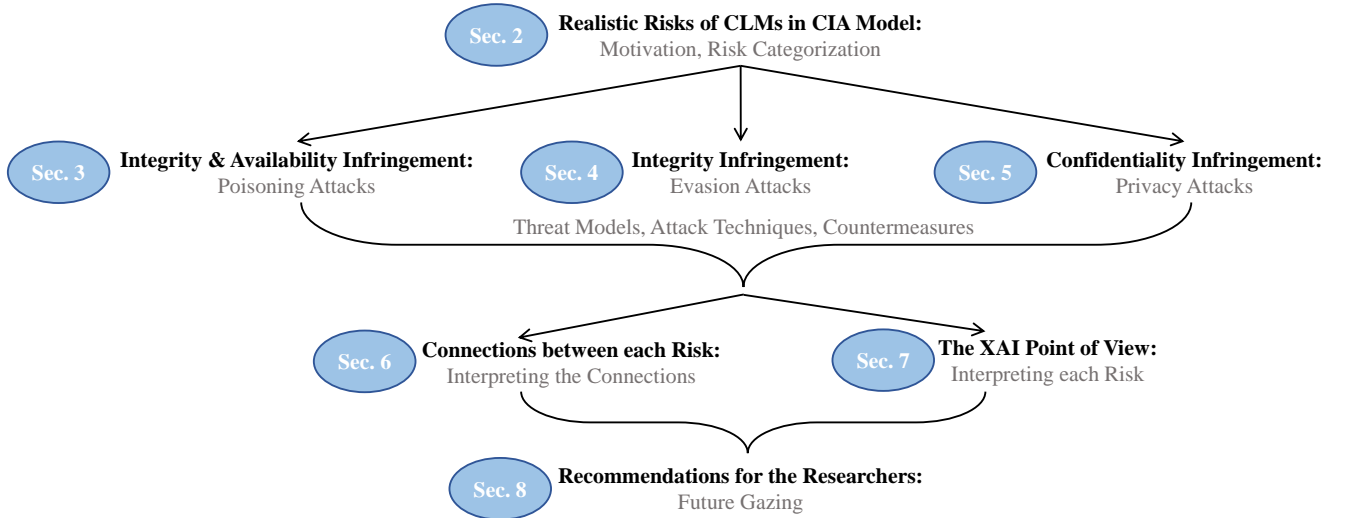 Sec. 2
Realistic Risks of CLMs in CIA Model:
Motivation, Risk Categorization
Sec. 3
Integrity & Availability Infringement:
Poisoning Attacks
Sec. 4
Integrity Infringement:
Evasion Attacks
Sec. 5
Confidentiality Infringement:
Privacy Attacks
Threat Models, Attack Techniques, Countermeasures
Sec. 6
Connections between each Risk:
Interpreting the Connections
Sec. 7
The XAI Point of View:
Interpreting each Risk
Sec. 8
Recommendations for the Researchers:
Future Gazing